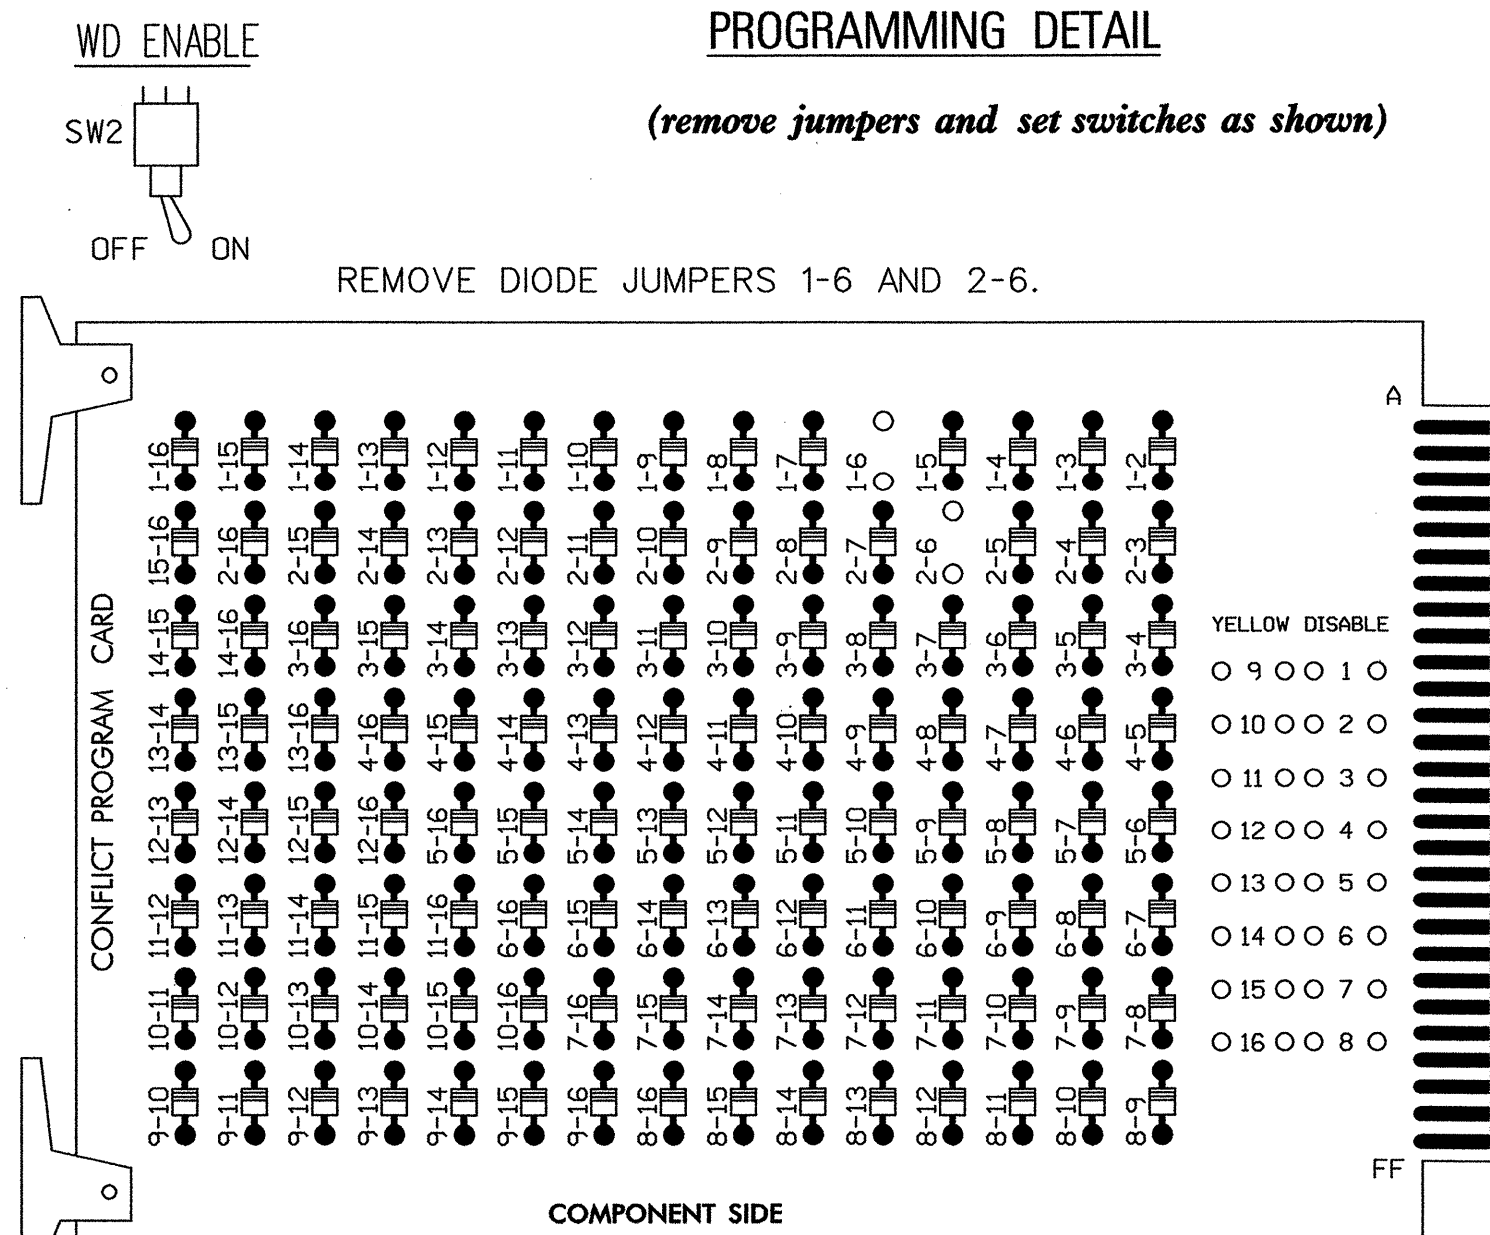 WD ENABLE
PROGRAMMING DETAIL
(remove jumpers and set switches as shown)
SW2
OFF ON
REMOVE DIODE JUMPERS 1-6 AND 2-6.
A
1-16 1-15 1-14 1-13 1-12 1-11 1-10 1-9 1-8 1-7 1-6 1-5 1-4 1-3 1-2
15-16 2-16 2-15 2-14 2-13 2-12 2-11 2-10 2-9 2-8 2-7 2-6 2-5 2-4 2-3
14-15 14-16 3-16 3-15 3-14 3-13 3-12 3-11 3-10 3-9 3-8 3-7 3-6 3-5 3-4
13-14 13-15 13-16 4-16 4-15 4-14 4-13 4-12 4-11 4-10 4-9 4-8 4-7 4-6 4-5
12-13 12-14 12-15 12-16 5-16 5-15 5-14 5-13 5-12 5-11 5-10 5-9 5-8 5-7 5-6
11-12 11-13 11-14 11-15 11-16 6-16 6-15 6-14 6-13 6-12 6-11 6-10 6-9 6-8 6-7
10-11 10-12 10-13 10-14 10-15 10-16 7-16 7-15 7-14 7-13 7-12 7-11 7-10 7-9 7-8
9-10 9-11 9-12 9-13 9-14 9-15 9-16 8-16 8-15 8-14 8-13 8-12 8-11 8-10 8-9
CONFLICT PROGRAM CARD
YELLOW DISABLE
9 1
10 2
11 3
12 4
13 5
14 6
15 7
16 8
FF
COMPONENT SIDE